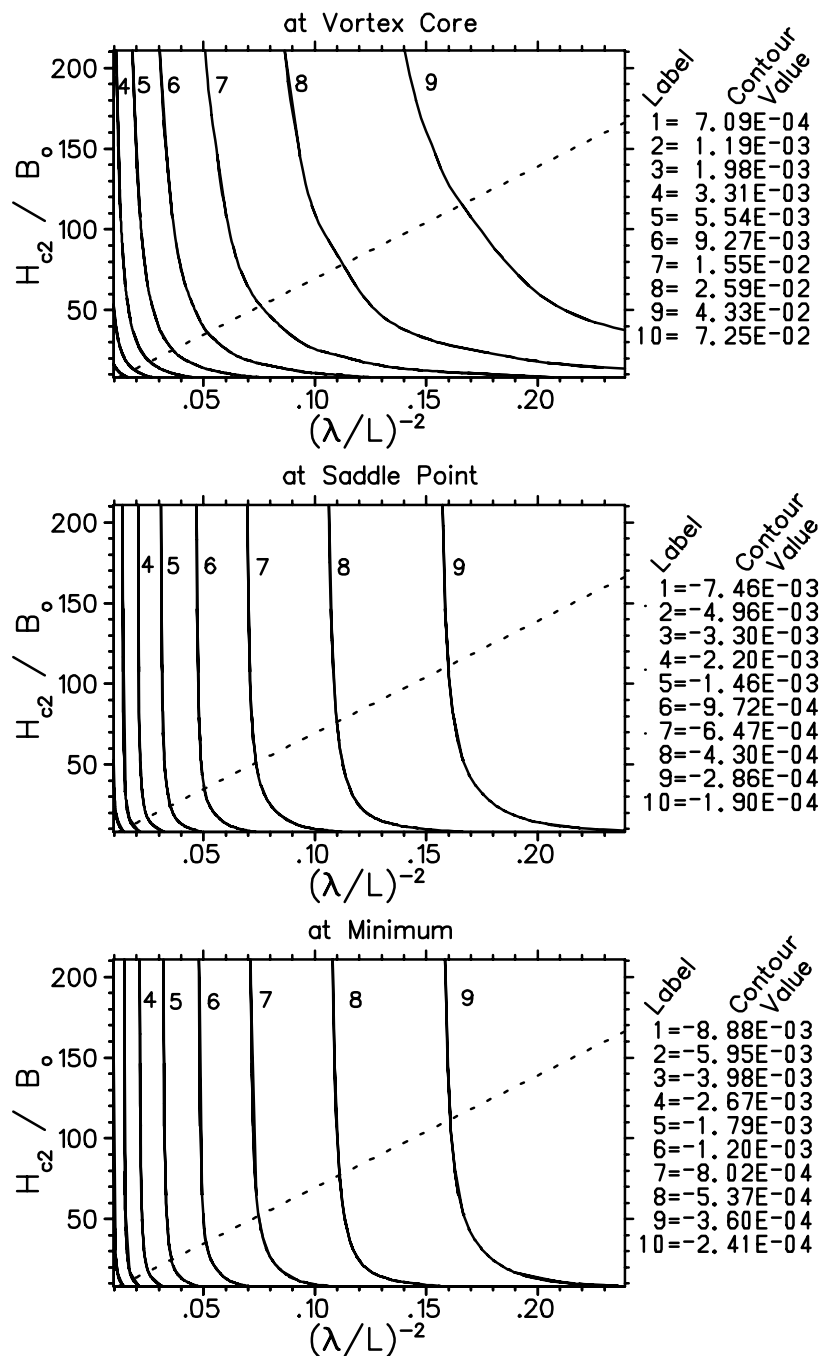 at Vortex Core
H_c2 / B_o
200
150
100
50
4 5 6 7 8 9
.05 .10 .15 .20
(λ/L)^-2
Label Contour Value
1= 7.09E-04
2= 1.19E-03
3= 1.98E-03
4= 3.31E-03
5= 5.54E-03
6= 9.27E-03
7= 1.55E-02
8= 2.59E-02
9= 4.33E-02
10= 7.25E-02
at Saddle Point
H_c2 / B_o
200
150
100
50
4 5 6 7 8 9
.05 .10 .15 .20
(λ/L)^-2
Label Contour Value
1=-7.46E-03
2=-4.96E-03
3=-3.30E-03
4=-2.20E-03
5=-1.46E-03
6=-9.72E-04
7=-6.47E-04
8=-4.30E-04
9=-2.86E-04
10=-1.90E-04
at Minimum
H_c2 / B_o
200
150
100
50
4 5 6 7 8 9
.05 .10 .15 .20
(λ/L)^-2
Label Contour Value
1=-8.88E-03
2=-5.95E-03
3=-3.98E-03
4=-2.67E-03
5=-1.79E-03
6=-1.20E-03
7=-8.02E-04
8=-5.37E-04
9=-3.60E-04
10=-2.41E-04